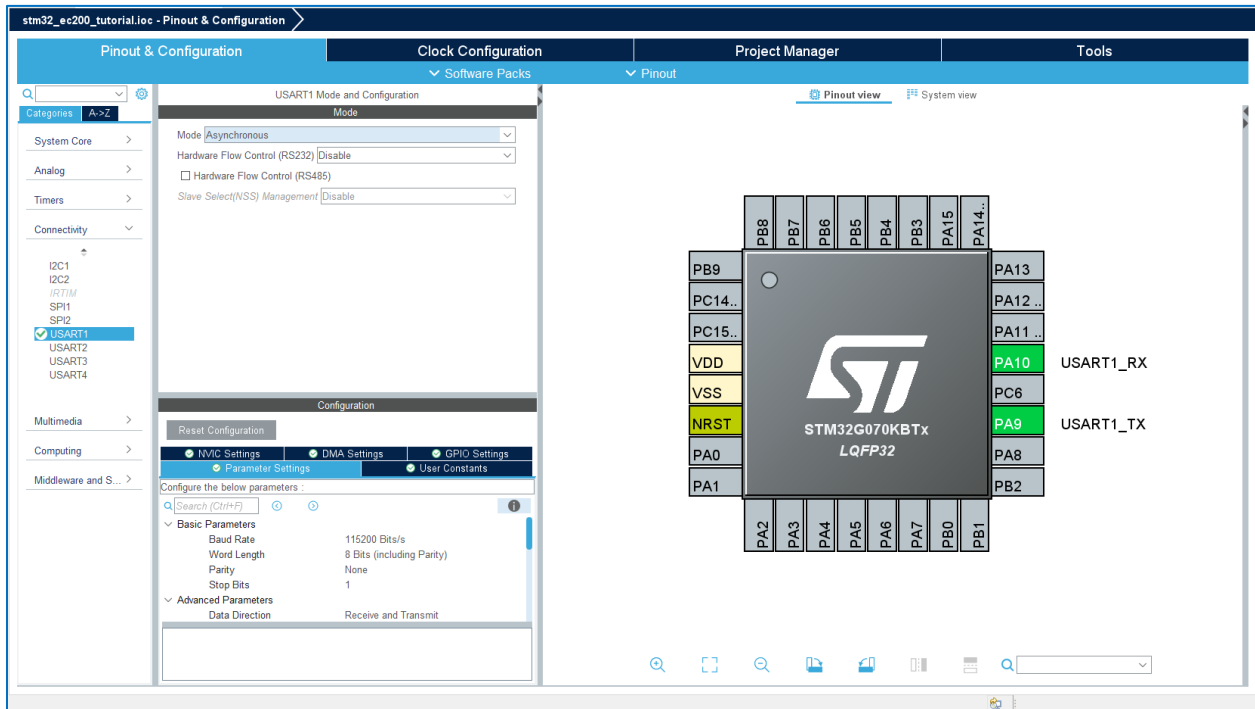 stm32_ec200_tutorial.ioc - Pinout & Configuration
Pinout & Configuration
Clock Configuration
Project Manager
Tools
Software Packs
Pinout
Categories
A->Z
System Core
Analog
Timers
Connectivity
I2C1
I2C2
IRTIM
SPI1
SPI2
USART1
USART2
USART3
USART4
Multimedia
Computing
Middleware and S...
USART1 Mode and Configuration
Mode
Mode Asynchronous
Hardware Flow Control (RS232) Disable
Hardware Flow Control (RS485)
Slave Select(NSS) Management Disable
Configuration
Reset Configuration
NVIC Settings
DMA Settings
GPIO Settings
Parameter Settings
User Constants
Configure the below parameters :
Search (Ctrl+F)
Basic Parameters
Baud Rate 115200 Bits/s
Word Length 8 Bits (including Parity)
Parity None
Stop Bits 1
Advanced Parameters
Data Direction Receive and Transmit
Pinout view
System view
PB8
PB7
PB6
PB5
PB4
PB3
PA15
PA14..
PB9
PC14..
PC15..
VDD
VSS
NRST
PA0
PA1
ST
STM32G070KBTx
LQFP32
PA13
PA12 ..
PA11 ..
PA10 USART1_RX
PC6
PA9 USART1_TX
PA8
PB2
PA2
PA3
PA4
PA5
PA6
PA7
PB0
PB1